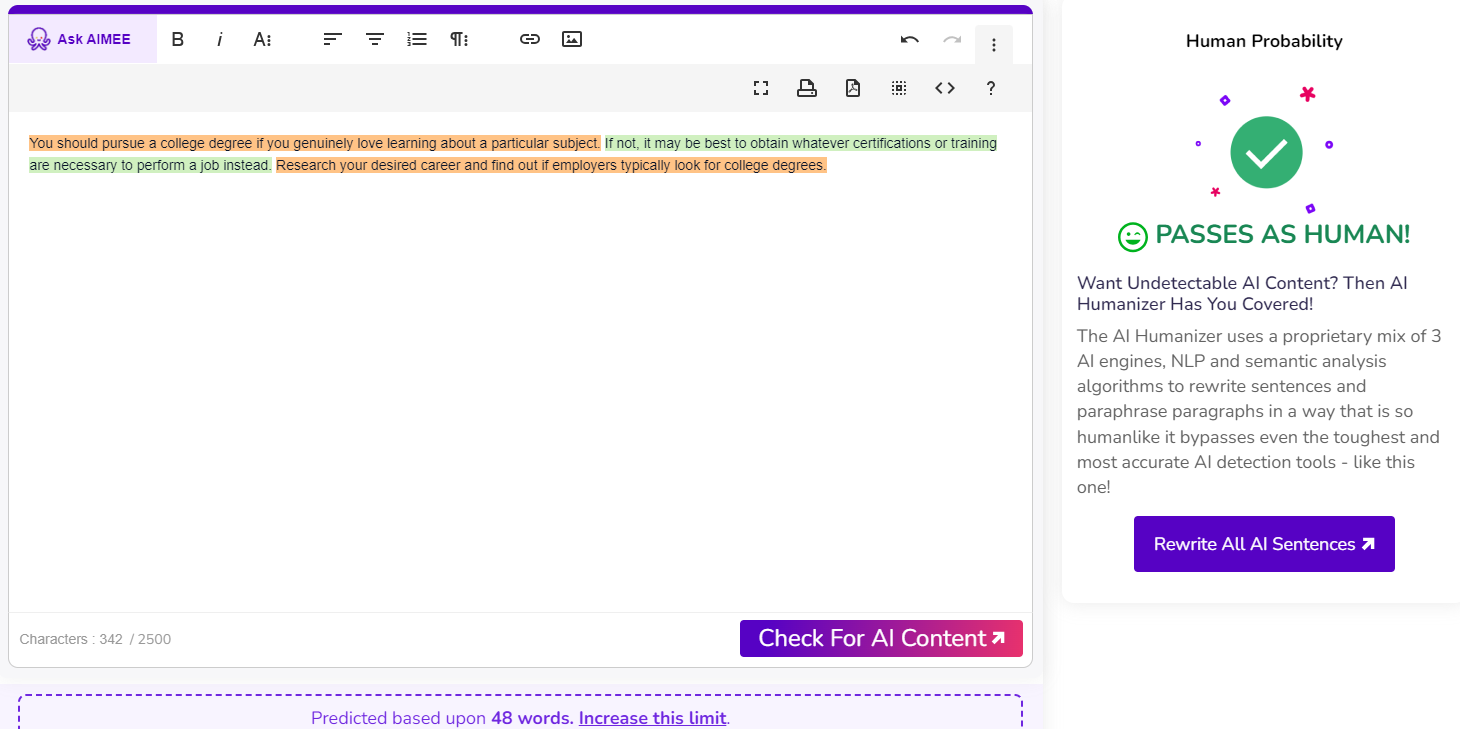 Ask AIMEE
B
i
A
?
You should pursue a college degree if you genuinely love learning about a particular subject. If not, it may be best to obtain whatever certifications or training
are necessary to perform a job instead. Research your desired career and find out if employers typically look for college degrees.
Characters : 342 / 2500
Check For AI Content
Predicted based upon 48 words. Increase this limit.
Human Probability
PASSES AS HUMAN!
Want Undetectable AI Content? Then AI
Humanizer Has You Covered!
The AI Humanizer uses a proprietary mix of 3
AI engines, NLP and semantic analysis
algorithms to rewrite sentences and
paraphrase paragraphs in a way that is so
humanlike it bypasses even the toughest and
most accurate AI detection tools - like this
one!
Rewrite All AI Sentences